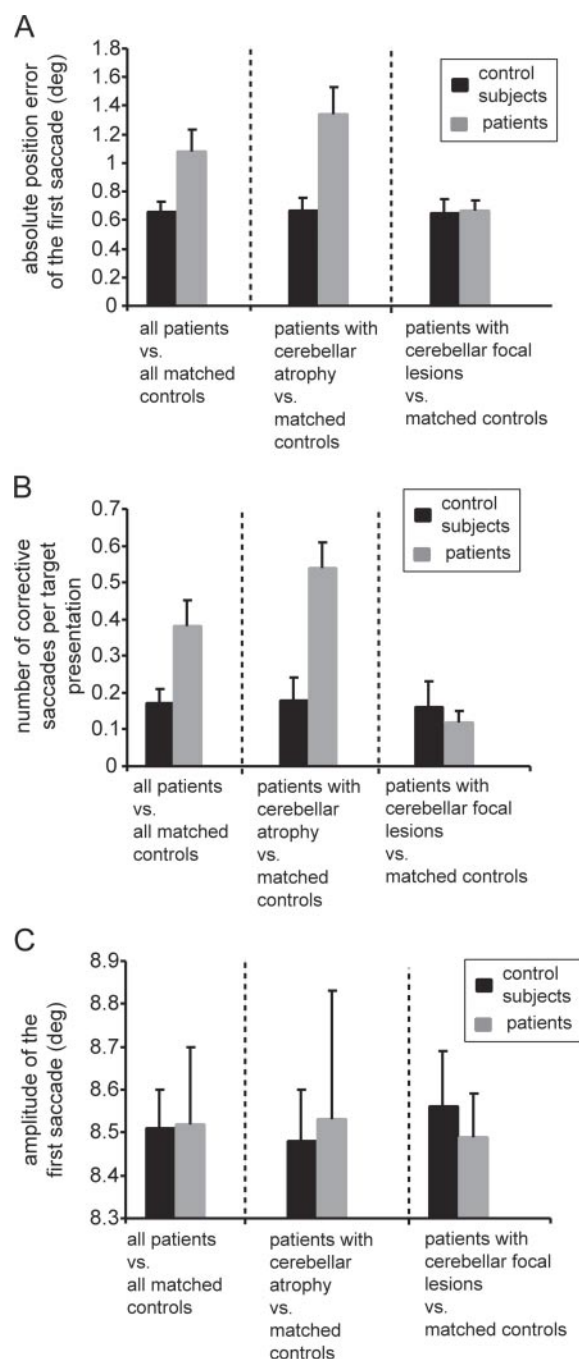 A
absolute position error
of the first saccade (deg)
1.8
1.6
1.4
1.2
1
0.8
0.6
0.4
0.2
0
control
subjects
patients
all patients
vs.
all matched
controls
patients with
cerebellar
atrophy
vs.
matched
controls
patients with
cerebellar focal
lesions
vs.
matched controls
B
number of corrective
saccades per target
presentation
0.7
0.6
0.5
0.4
0.3
0.2
0.1
0
control
subjects
patients
all patients
vs.
all matched
controls
patients with
cerebellar
atrophy
vs.
matched
controls
patients with
cerebellar focal
lesions
vs.
matched controls
C
amplitude of the
first saccade (deg)
8.9
8.8
8.7
8.6
8.5
8.4
8.3
control
subjects
patients
all patients
vs.
all matched
controls
patients with
cerebellar
atrophy
vs.
matched
controls
patients with
cerebellar focal
lesions
vs.
matched controls